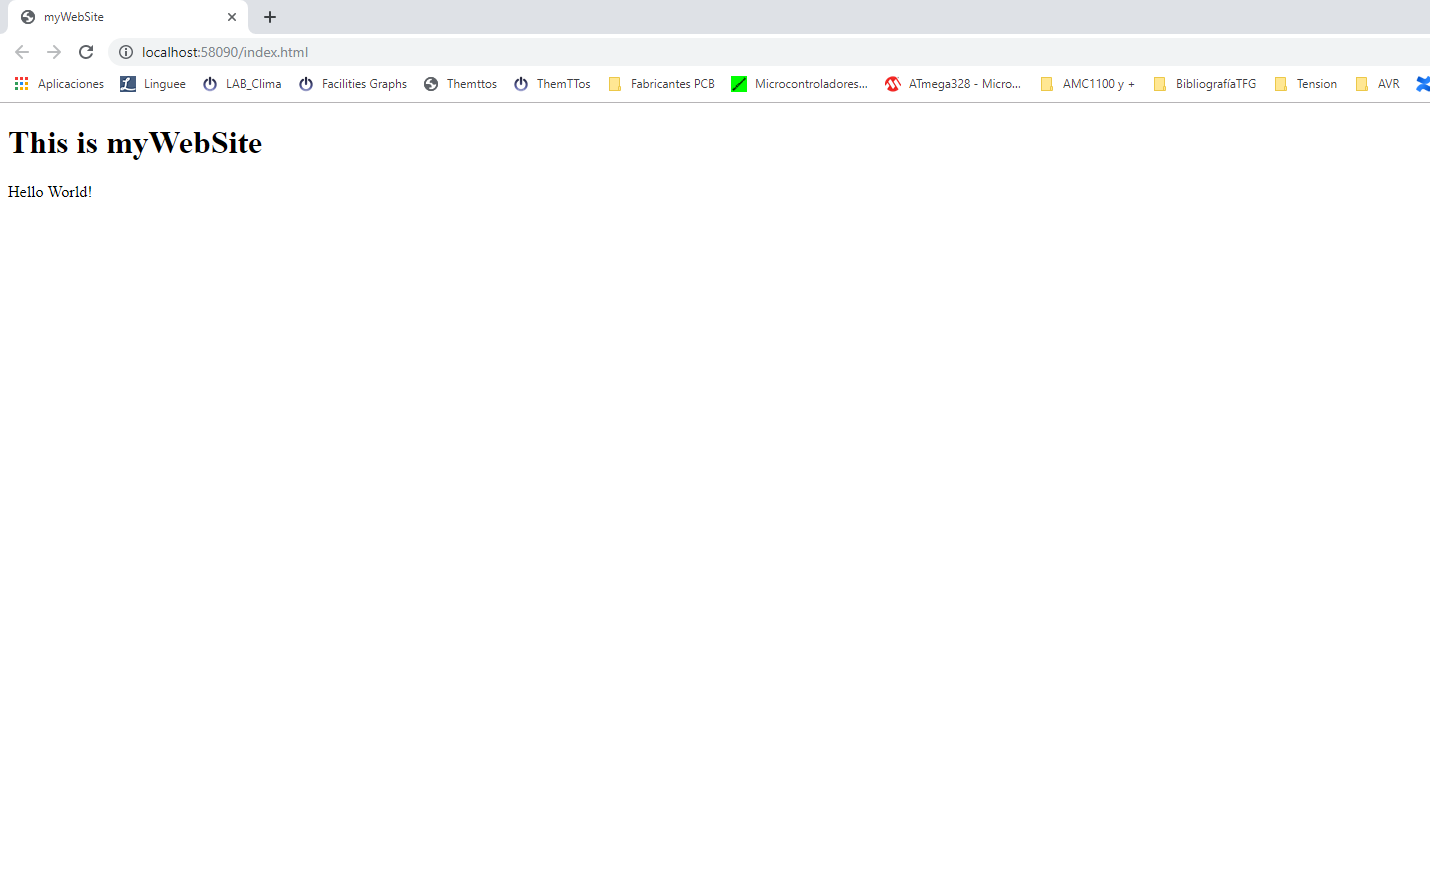 myWebSite
localhost:58090/index.html
Aplicaciones Linguee LAB_Clima Facilities Graphs Themttos ThemTTos Fabricantes PCB Microcontroladores... ATmega328 - Micro... AMC1100 y + BibliografíaTFG Tension AVR
This is myWebSite
Hello World!